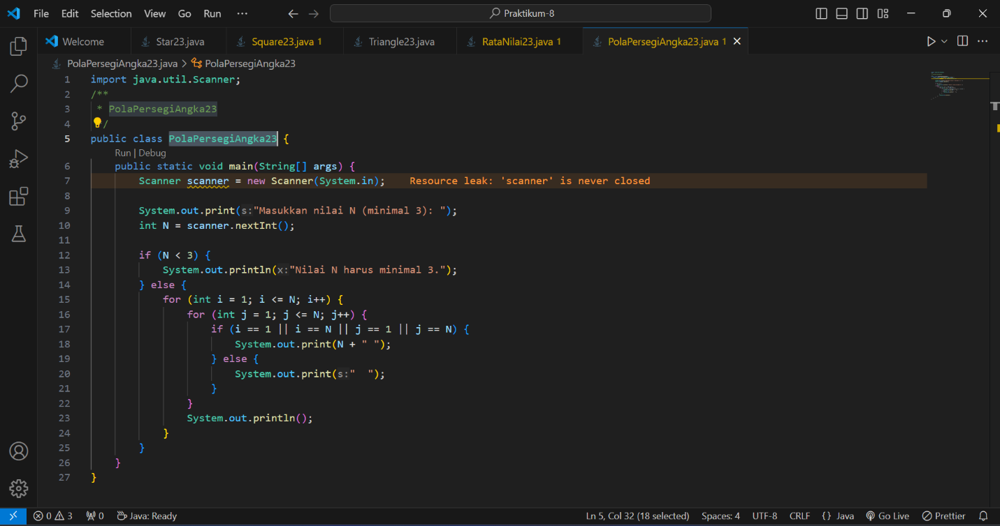 File Edit Selection View Go Run ··· Praktikum-8
Welcome Star23.java Square23.java 1 Triangle23.java RataNilai23.java 1 PolaPersegiAngka23.java 1
PolaPersegiAngka23.java > PolaPersegiAngka23
1 import java.util.Scanner;
2 /**
3  * PolaPersegiAngka23
4 /
5 public class PolaPersegiAngka23 {
Run | Debug
6     public static void main(String[] args) {
7         Scanner scanner = new Scanner(System.in); Resource leak: 'scanner' is never closed
8
9         System.out.print(s:"Masukkan nilai N (minimal 3): ");
10         int N = scanner.nextInt();
11
12         if (N < 3) {
13             System.out.println(x:"Nilai N harus minimal 3.");
14         } else {
15             for (int i = 1; i <= N; i++) {
16                 for (int j = 1; j <= N; j++) {
17                     if (i == 1 || i == N || j == 1 || j == N) {
18                         System.out.print(N + " ");
19                     } else {
20                         System.out.print(s:"  ");
21                     }
22                 }
23                 System.out.println();
24             }
25         }
26     }
27 }
0 3 0 Java: Ready Ln 5, Col 32 (18 selected) Spaces: 4 UTF-8 CRLF {} Java Go Live Prettier